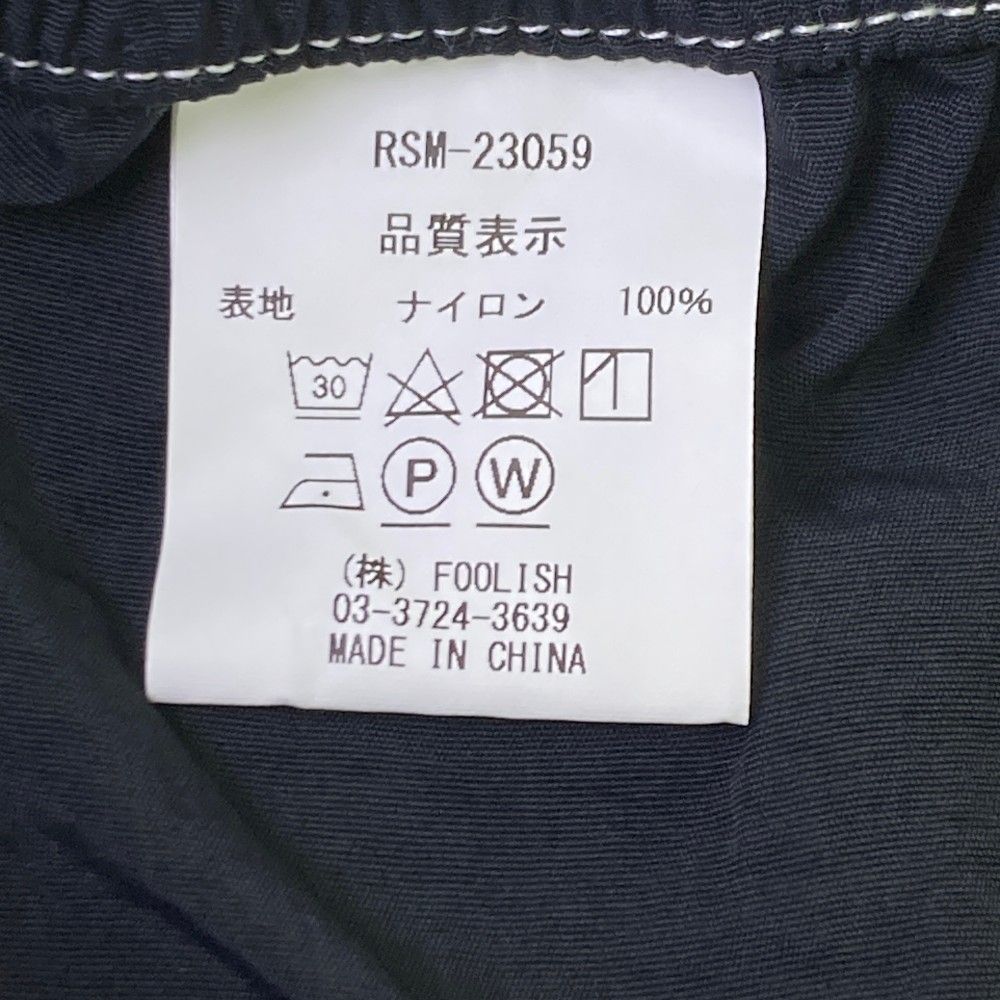 RSM-23059
品質表示
表地 ナイロン 100%
30
P W
(株) FOOLISH
03-3724-3639
MADE IN CHINA